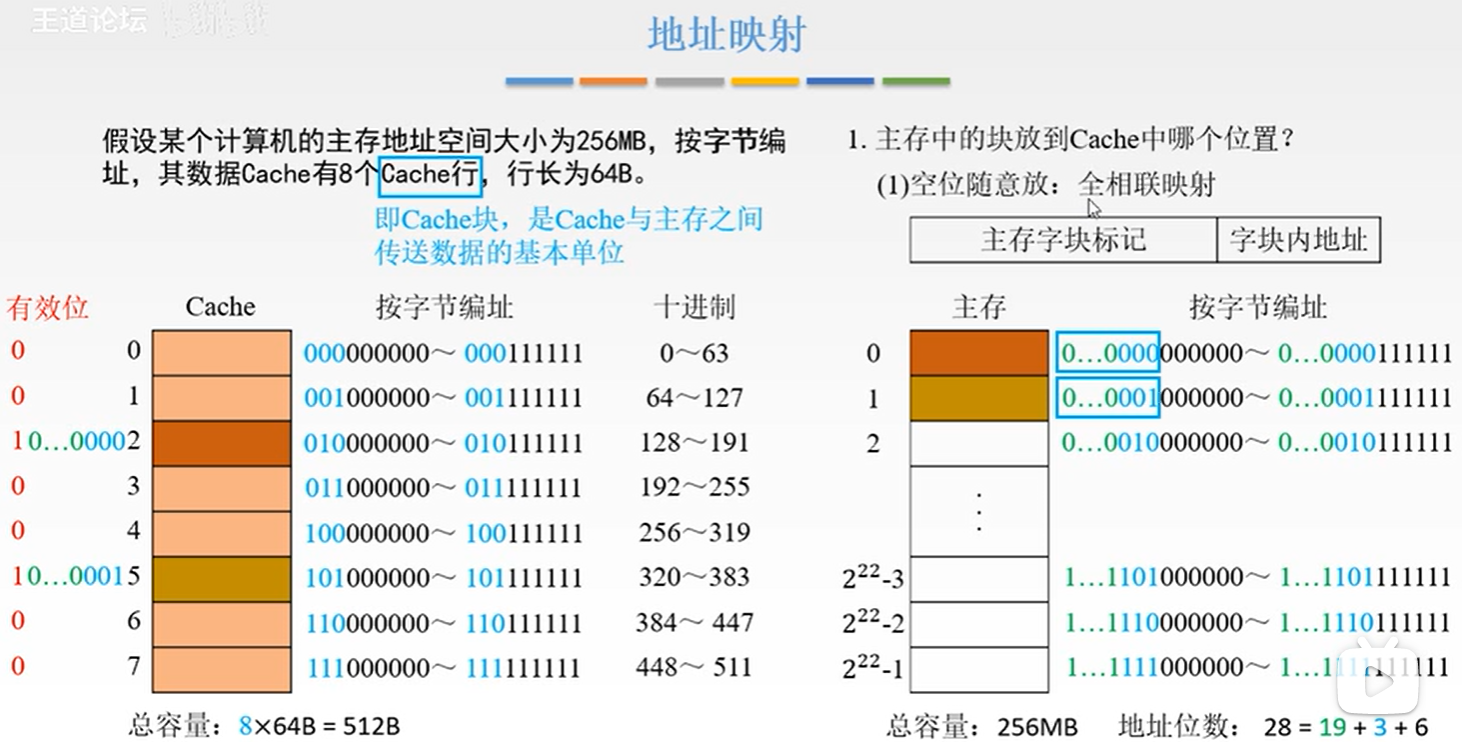 王道论坛
地址映射
假设某个计算机的主存地址空间大小为256MB，按字节编
址，其数据Cache有8个Cache行，行长为64B。
即Cache块，是Cache与主存之间
传送数据的基本单位
1. 主存中的块放到Cache中哪个位置？
(1)空位随意放：全相联映射
主存字块标记 字块内地址
有效位 Cache 按字节编址 十进制 主存 按字节编址
0 0 000000000～ 000111111 0～63 0 0…0000000000～ 0…0000111111
0 1 001000000～ 001111111 64～127 1 0…0001000000～ 0…0001111111
1 0…0000 2 010000000～ 010111111 128～191 2 0…0010000000～ 0…0010111111
0 3 011000000～ 011111111 192～255
0 4 100000000～ 100111111 256～319
1 0…0001 5 101000000～ 101111111 320～383 2²²-3 1…1101000000～ 1…1101111111
0 6 110000000～ 110111111 384～ 447 2²²-2 1…1110000000～ 1…1110111111
0 7 111000000～ 111111111 448～ 511 2²²-1 1…1111000000～ 1…1111111111
总容量：8×64B = 512B 总容量：256MB 地址位数： 28 = 19 + 3 + 6